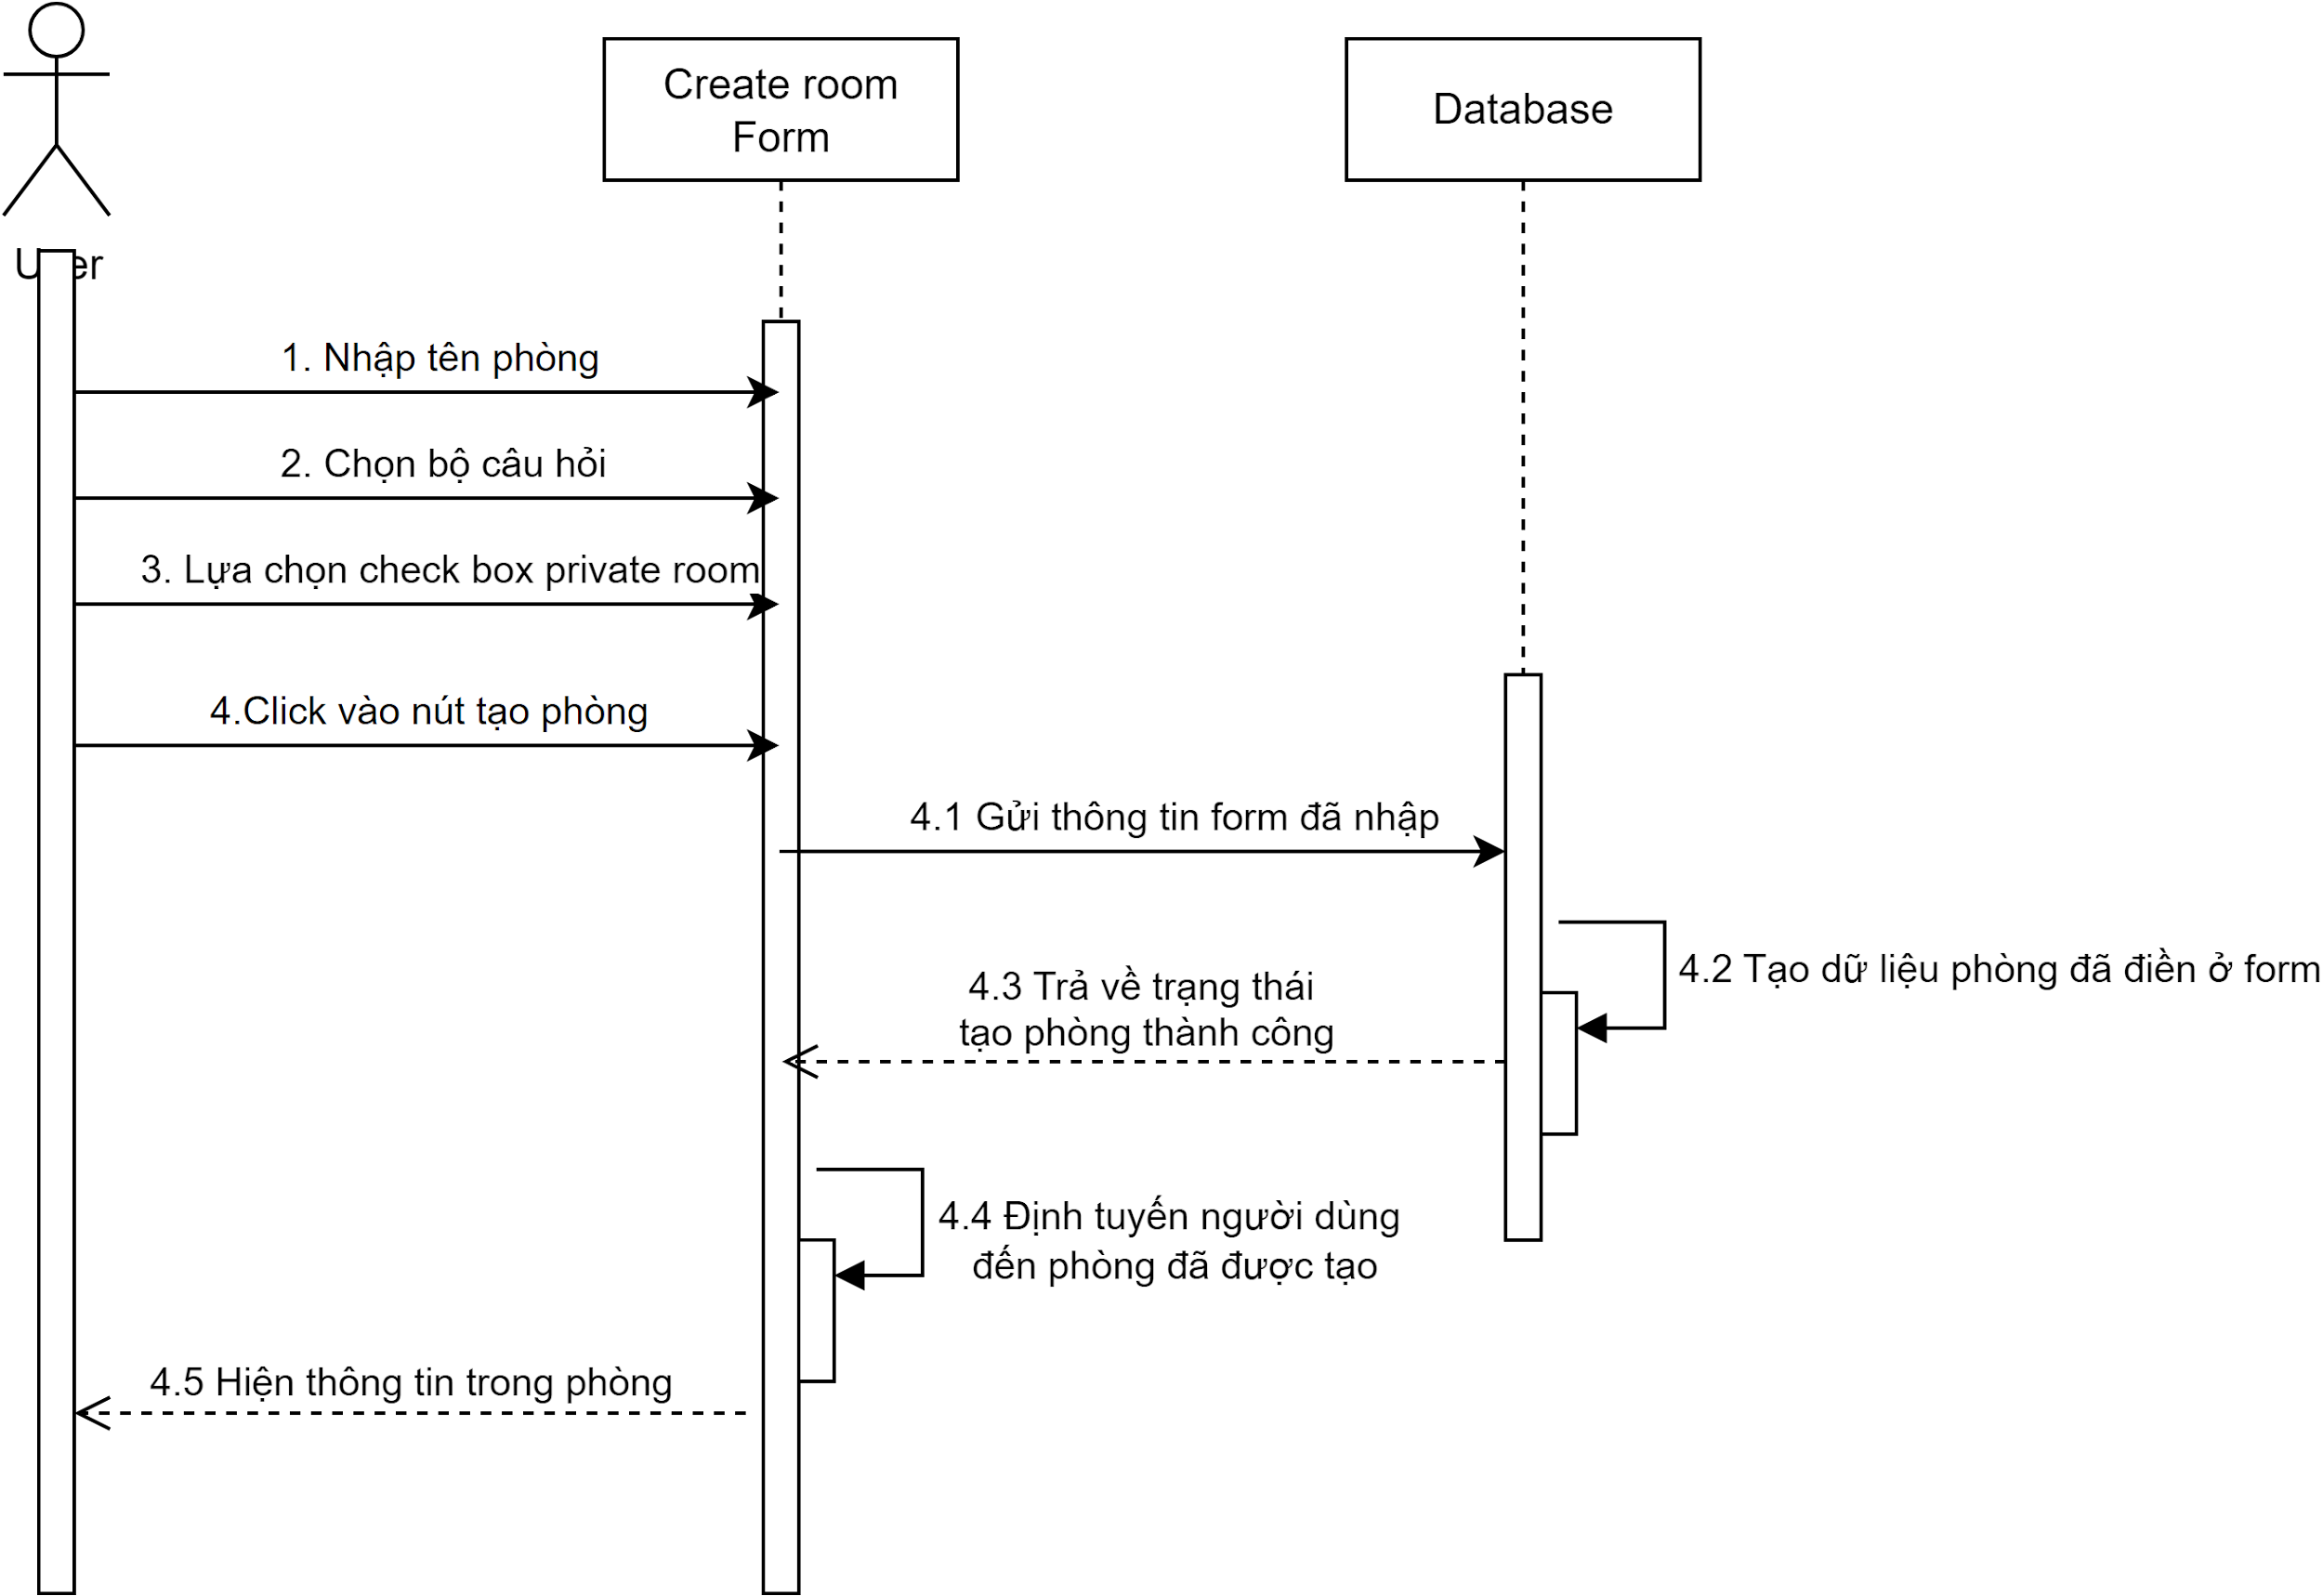 Create room
Form
Database
1. Nhập tên phòng
2. Chọn bộ câu hỏi
3. Lựa chọn check box private room
4.Click vào nút tạo phòng
4.1 Gửi thông tin form đã nhập
4.2 Tạo dữ liệu phòng đã điền ở form
4.3 Trả về trạng thái
tạo phòng thành công
4.4 Định tuyến người dùng
đến phòng đã được tạo
4.5 Hiện thông tin trong phòng